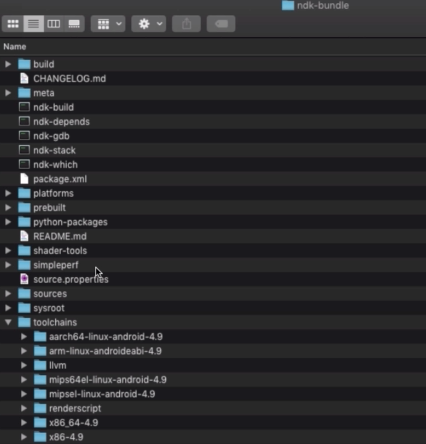 ndk-bundle
Name
build
CHANGELOG.md
meta
ndk-build
ndk-depends
ndk-gdb
ndk-stack
ndk-which
package.xml
platforms
prebuilt
python-packages
README.md
shader-tools
simpleperf
source.properties
sources
sysroot
toolchains
aarch64-linux-android-4.9
arm-linux-androideabi-4.9
llvm
mips64el-linux-android-4.9
mipsel-linux-android-4.9
renderscript
x86_64-4.9
x86-4.9